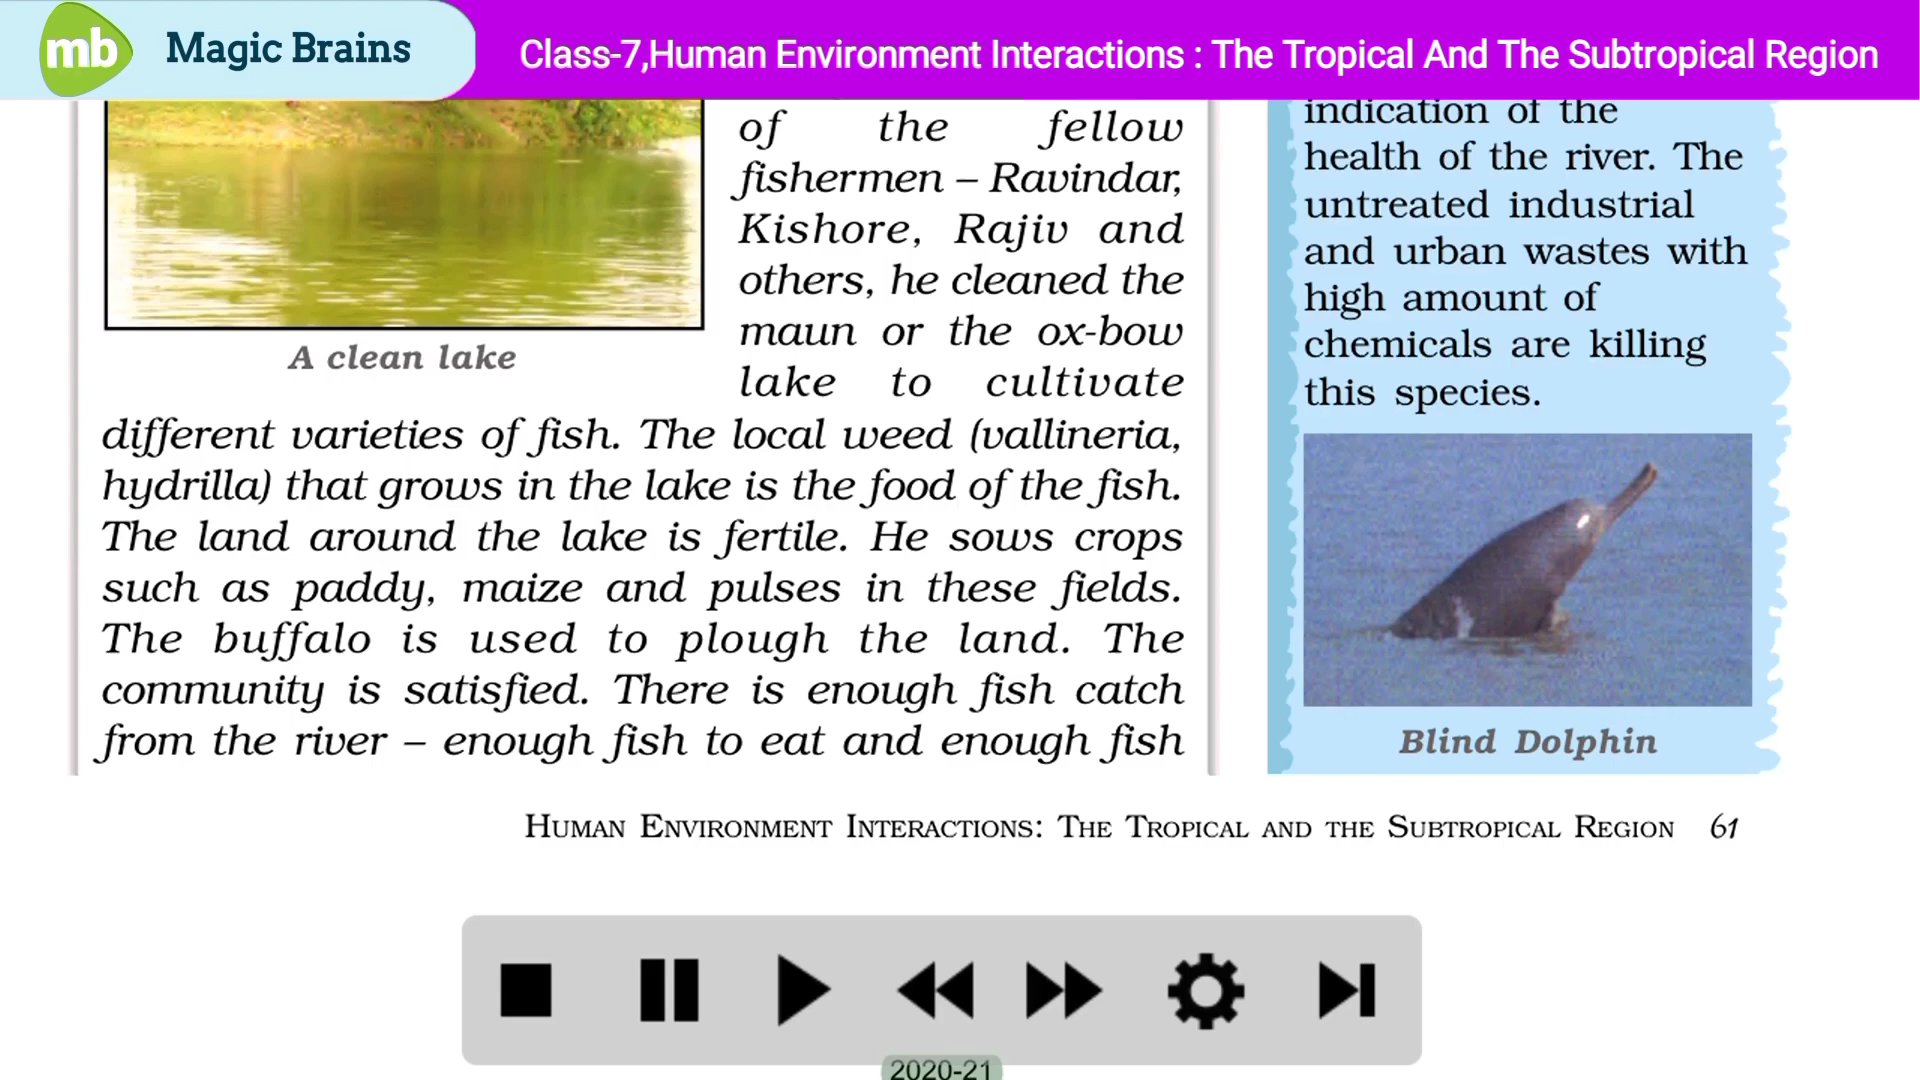 mb Magic Brains
Class-7,Human Environment Interactions : The Tropical And The Subtropical Region
of the fellow
fishermen – Ravindar,
Kishore, Rajiv and
others, he cleaned the
maun or the ox-bow
lake to cultivate
A clean lake
different varieties of fish. The local weed (vallineria,
hydrilla) that grows in the lake is the food of the fish.
The land around the lake is fertile. He sows crops
such as paddy, maize and pulses in these fields.
The buffalo is used to plough the land. The
community is satisfied. There is enough fish catch
from the river – enough fish to eat and enough fish
indication of the
health of the river. The
untreated industrial
and urban wastes with
high amount of
chemicals are killing
this species.
Blind Dolphin
HUMAN ENVIRONMENT INTERACTIONS: THE TROPICAL AND THE SUBTROPICAL REGION 61
2020-21